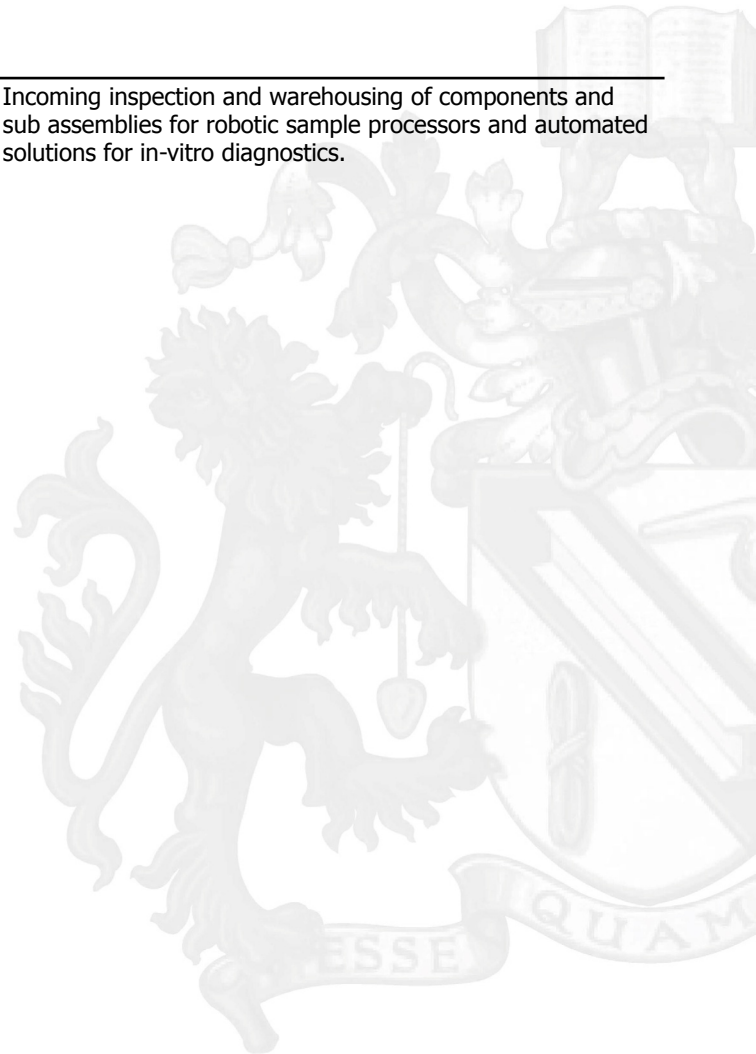 Incoming inspection and warehousing of components and
sub assemblies for robotic sample processors and automated
solutions for in-vitro diagnostics.
ESSE
QUAM